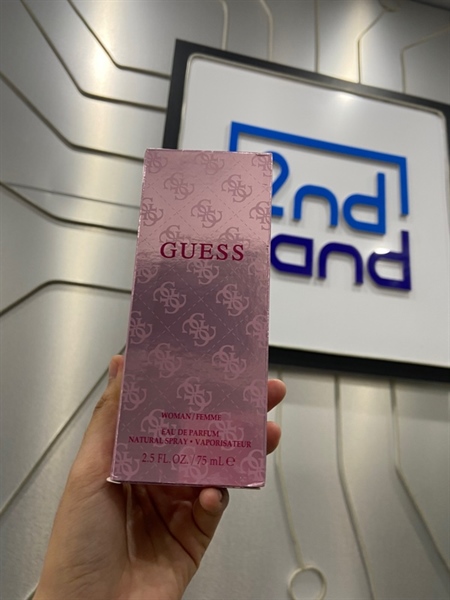 2nd
and
GUESS
WOMAN/FEMME
EAU DE PARFUM
NATURAL SPRAY • VAPORISATEUR
2.5 FL. OZ. / 75 mL e